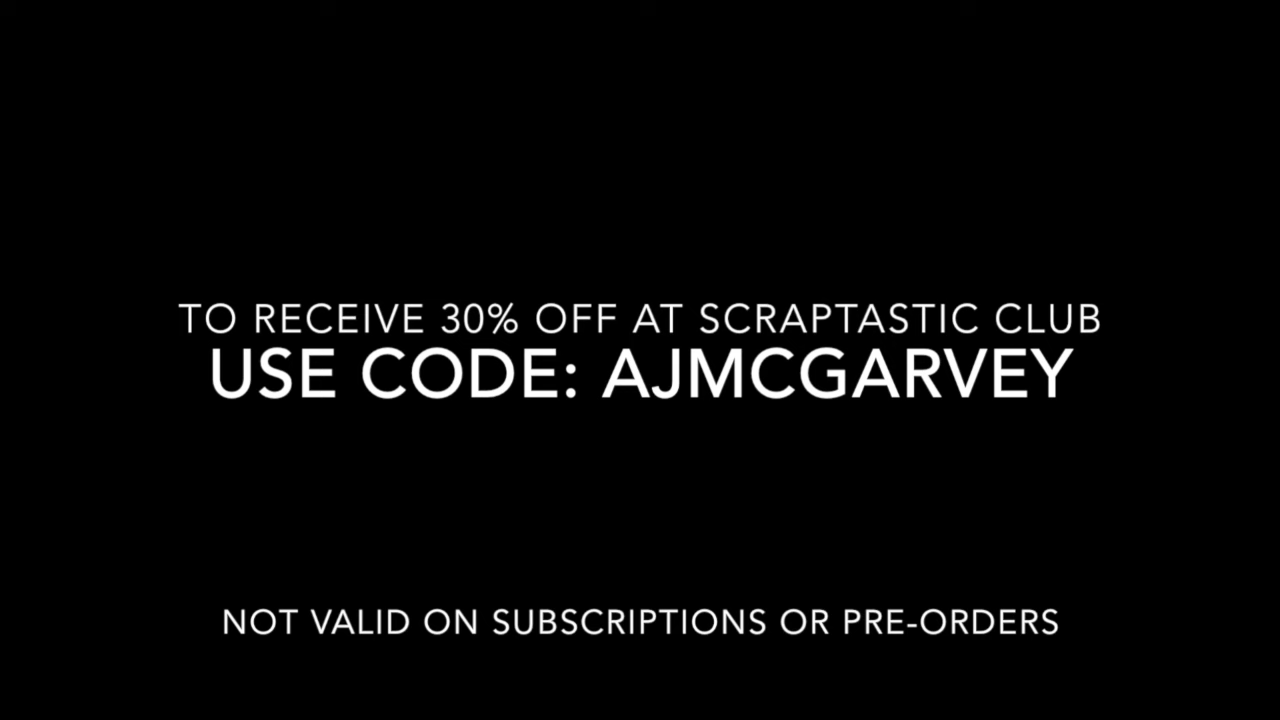 TO RECEIVE 30% OFF AT SCRAPTASTIC CLUB
USE CODE: AJMCGARVEY
NOT VALID ON SUBSCRIPTIONS OR PRE-ORDERS